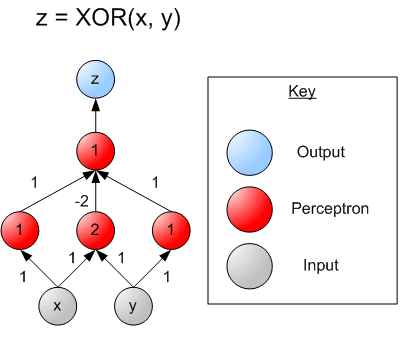 z = XOR(x, y)
z
Key
Output
1
1
-2
1
Perceptron
1
2
1
1
1
1
1
Input
x
y